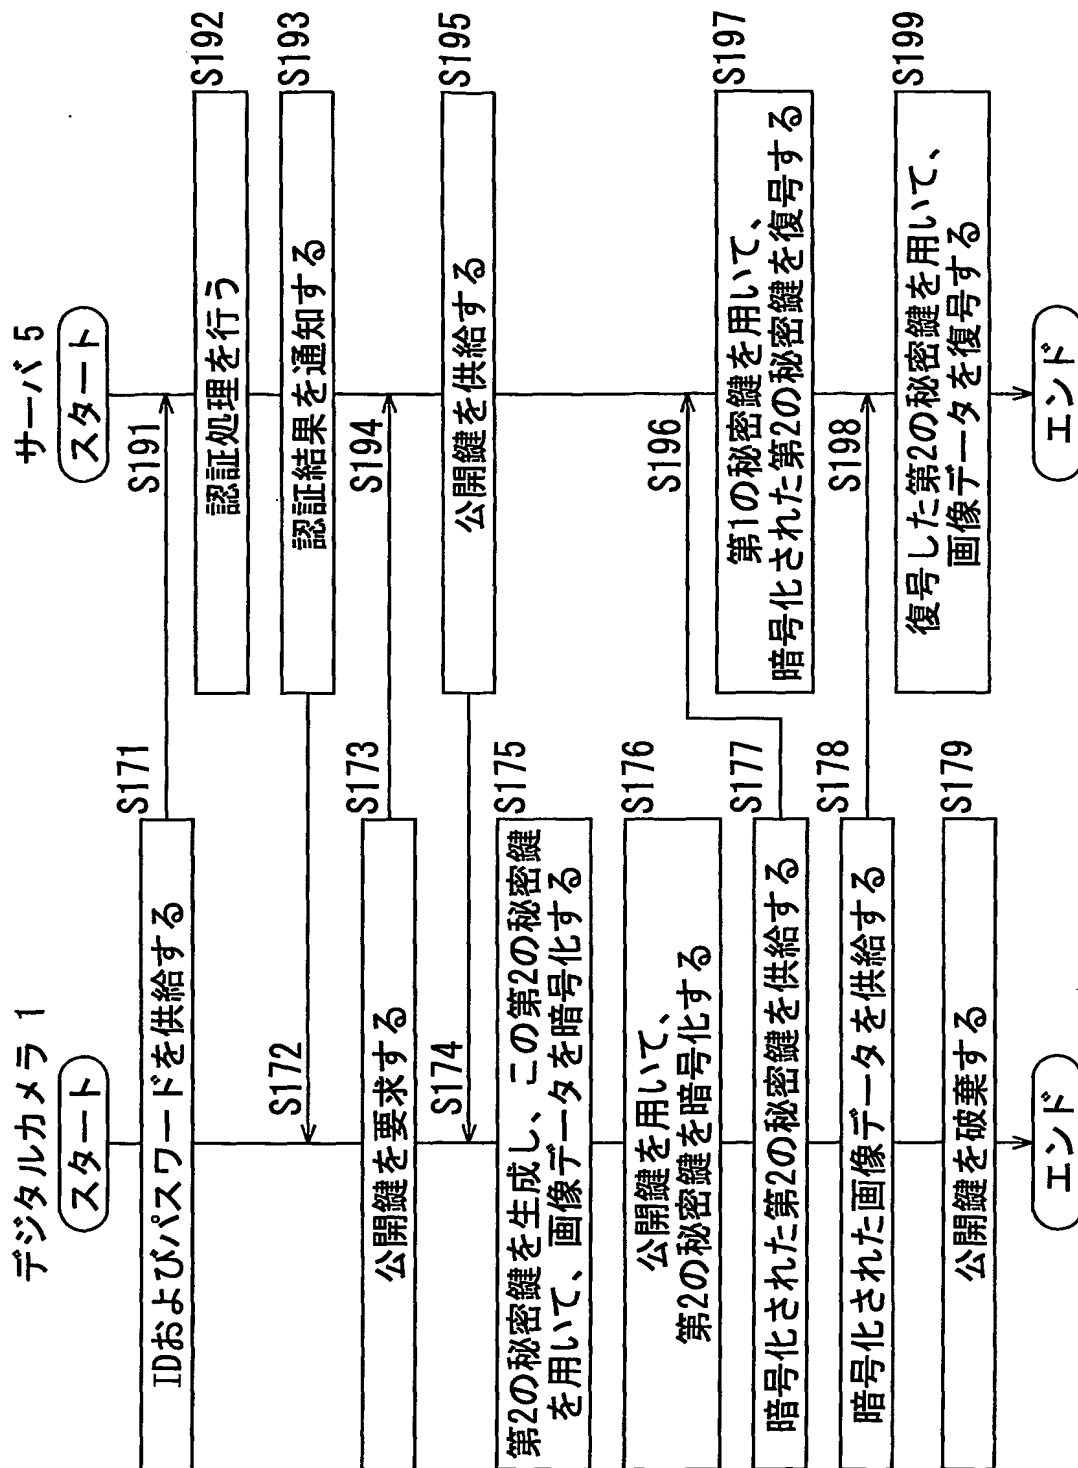 デジタルカメラ 1
スタート
S171
IDおよびパスワードを供給する
S172
S173
公開鍵を要求する
S174
S175
第2の秘密鍵を生成し、この第2の秘密鍵
を用いて、画像データを暗号化する
S176
公開鍵を用いて、
第2の秘密鍵を暗号化する
S177
暗号化された第2の秘密鍵を供給する
S178
暗号化された画像データを供給する
S179
公開鍵を破棄する
エンド
サーバ 5
スタート
S191
S192
認証処理を行う
S193
認証結果を通知する
S194
S195
公開鍵を供給する
S196
S197
第1の秘密鍵を用いて、
暗号化された第2の秘密鍵を復号する
S198
S199
復号した第2の秘密鍵を用いて、
画像データを復号する
エンド